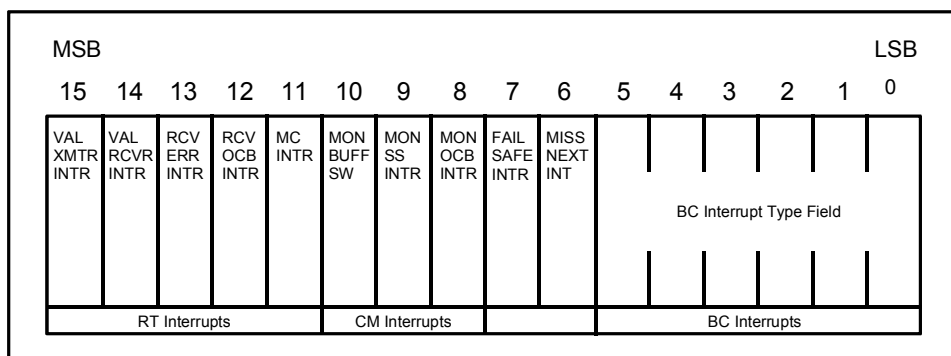 MSB LSB
15 14 13 12 11 10 9 8 7 6 5 4 3 2 1 0
VAL VAL RCV RCV MC MON MON MON FAIL MISS
XMTR RCVR ERR OCB INTR BUFF SS OCB SAFE NEXT
INTR INTR INTR INTR SW INTR INTR INTR INT
BC Interrupt Type Field
RT Interrupts CM Interrupts BC Interrupts